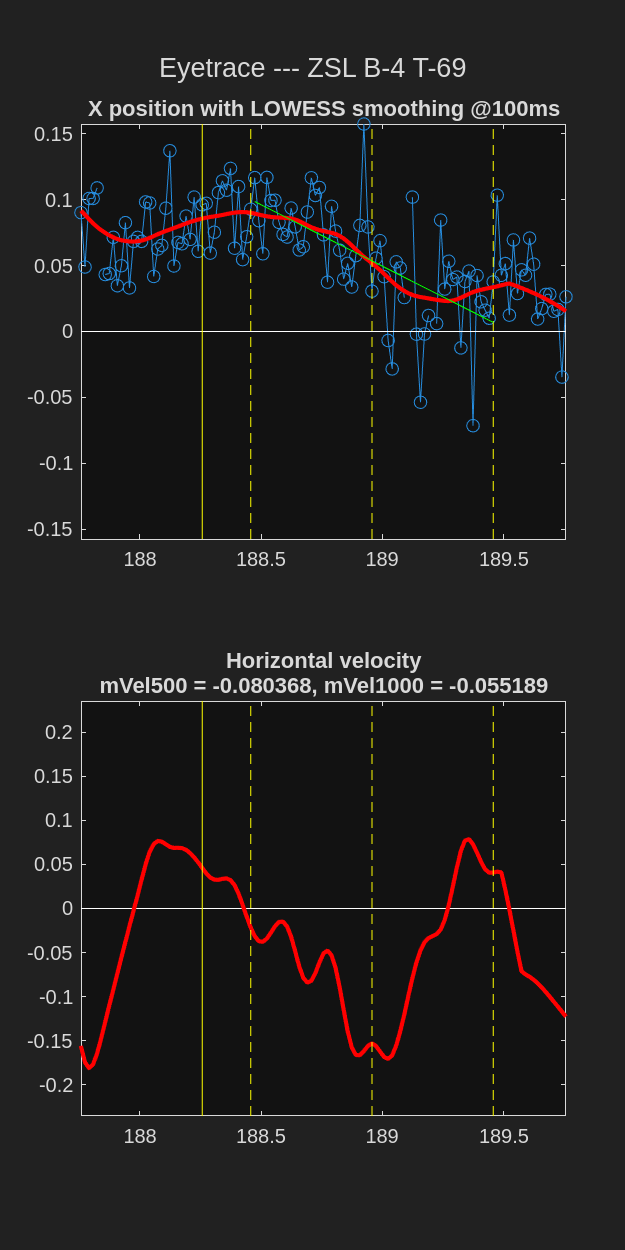 Eyetrace --- ZSL B-4 T-69
X position with LOWESS smoothing @100ms
0.15
0.1
0.05
0
-0.05
-0.1
-0.15
188 188.5 189 189.5
Horizontal velocity
mVel500 = -0.080368, mVel1000 = -0.055189
0.2
0.15
0.1
0.05
0
-0.05
-0.1
-0.15
-0.2
188 188.5 189 189.5